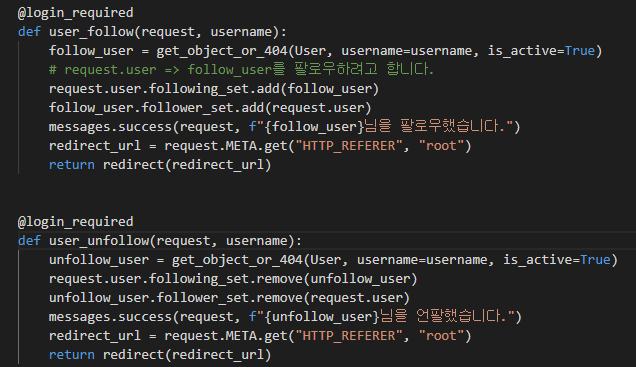 @login_required
def user_follow(request, username):
    follow_user = get_object_or_404(User, username=username, is_active=True)
    # request.user => follow_user를 팔로우하려고 합니다.
    request.user.following_set.add(follow_user)
    follow_user.follower_set.add(request.user)
    messages.success(request, f"{follow_user}님을 팔로우했습니다.")
    redirect_url = request.META.get("HTTP_REFERER", "root")
    return redirect(redirect_url)
@login_required
def user_unfollow(request, username):
    unfollow_user = get_object_or_404(User, username=username, is_active=True)
    request.user.following_set.remove(unfollow_user)
    unfollow_user.follower_set.remove(request.user)
    messages.success(request, f"{unfollow_user}님을 언팔했습니다.")
    redirect_url = request.META.get("HTTP_REFERER", "root")
    return redirect(redirect_url)